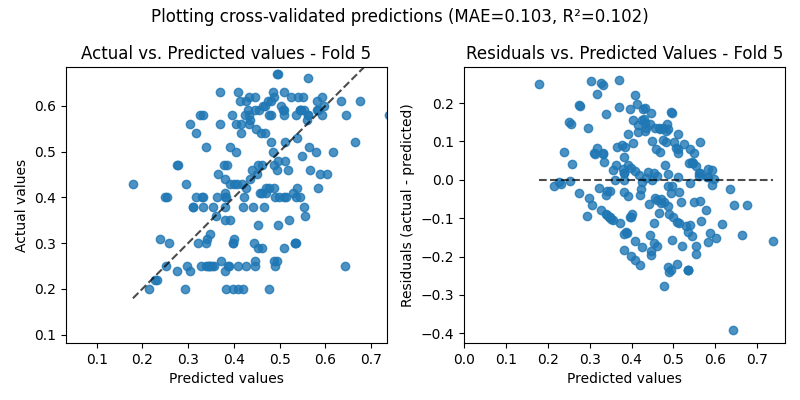 Plotting cross-validated predictions (MAE=0.103, R²=0.102)
Actual vs. Predicted values - Fold 5
Actual values
0.6
0.5
0.4
0.3
0.2
0.1
0.1 0.2 0.3 0.4 0.5 0.6 0.7
Predicted values
Residuals vs. Predicted Values - Fold 5
Residuals (actual - predicted)
0.2
0.1
0.0
−0.1
−0.2
−0.3
−0.4
0.0 0.1 0.2 0.3 0.4 0.5 0.6 0.7
Predicted values